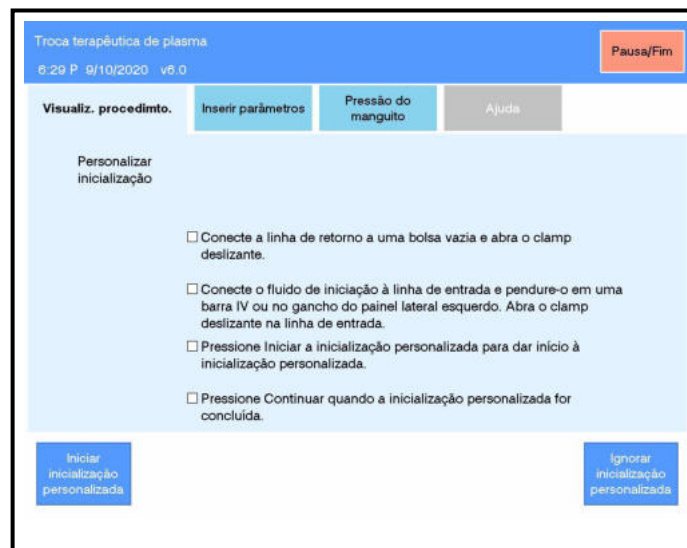 Troca terapêutica de plasma
6:29 P 9/10/2020 v6.0
Pausa/Fim
Visualiz. procedimto.
Inserir parâmetros
Pressão do
manguito
Ajuda
Personalizar
inicialização
Conecte a linha de retorno a uma bolsa vazia e abra o clamp
deslizante.
Conecte o fluido de iniciação à linha de entrada e pendure-o em uma
barra IV ou no gancho do painel lateral esquerdo. Abra o clamp
deslizante na linha de entrada.
Pressione Iniciar a inicialização personalizada para dar início à
inicialização personalizada.
Pressione Continuar quando a inicialização personalizada for
concluída.
Iniciar
inicialização
personalizada
Ignorar
inicialização
personalizada